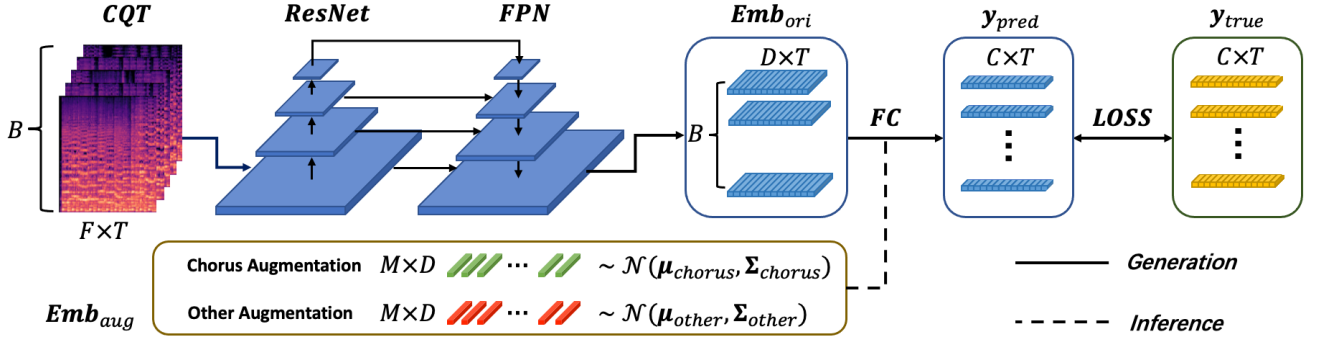 CQT
ResNet
FPN
Emb_ori
y_pred
y_true
B
F×T
D×T
B
FC
C×T
⋮
LOSS
C×T
⋮
Emb_aug
Chorus Augmentation M×D ··· ~ 𝒩(μ_chorus, Σ_chorus)
Other Augmentation M×D ··· ~ 𝒩(μ_other, Σ_other)
Generation
Inference